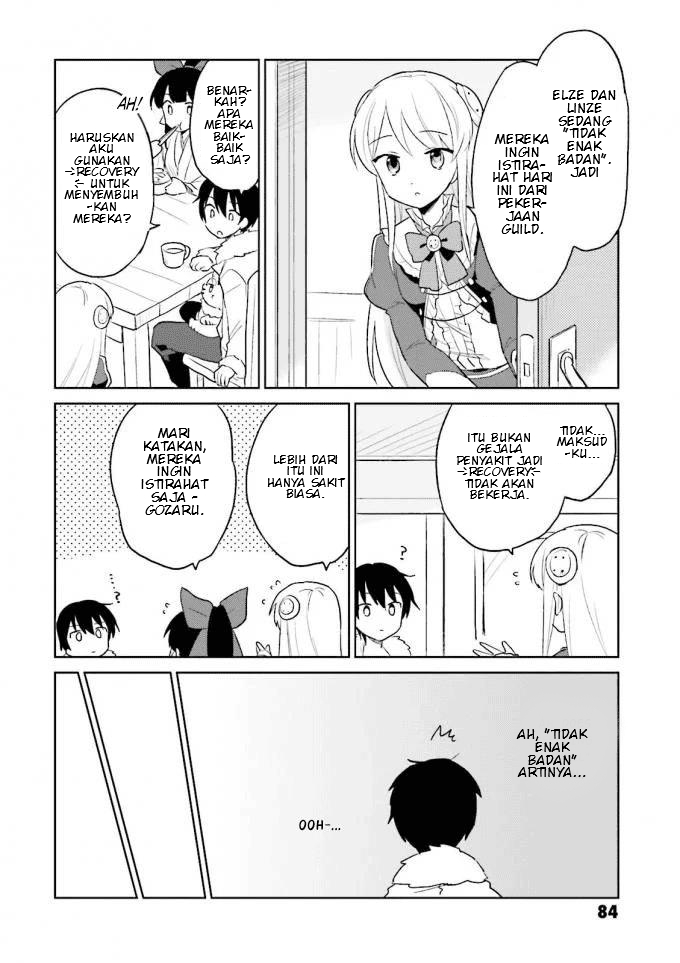 ELZE DAN
LINZE
SEDANG
"TIDAK
ENAK
BADAN".
JADI
MEREKA
INGIN
ISTIRA-
HAT HARI
INI DARI
PEKER-
JAAN
GUILD.
BENAR-
KAH?
APA
MEREKA
BAIK-
BAIK
SAJA?
AH!
HARUSKAN
AKU
GUNAKAN
->RECOVERY
<- UNTUK
MENYEMBUH
-KAN
MEREKA?
TIDAK...
MAKSUD
-KU...
ITU BUKAN
GEJALA
PENYAKIT JADI
->RECOVERY<-
TIDAK AKAN
BEKERJA.
?
LEBIH DARI
ITU INI
HANYA SAKIT
BIASA.
MARI
KATAKAN,
MEREKA
INGIN
ISTIRAHAT
SAJA -
GOZARU.
?
AH, "TIDAK
ENAK
BADAN"
ARTINYA...
OOH-...
84